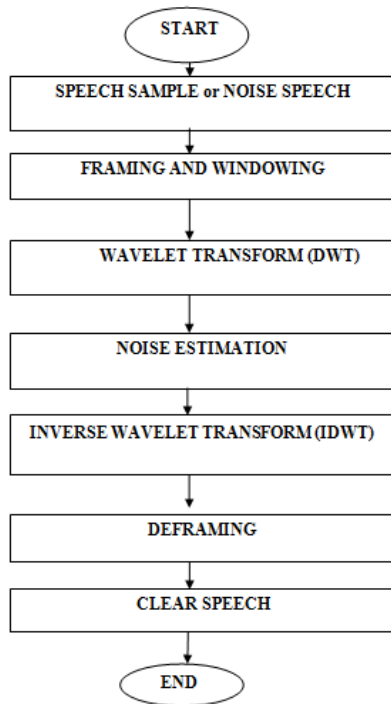 START
SPEECH SAMPLE or NOISE SPEECH
FRAMING AND WINDOWING
WAVELET TRANSFORM (DWT)
NOISE ESTIMATION
INVERSE WAVELET TRANSFORM (IDWT)
DEFRAMING
CLEAR SPEECH
END